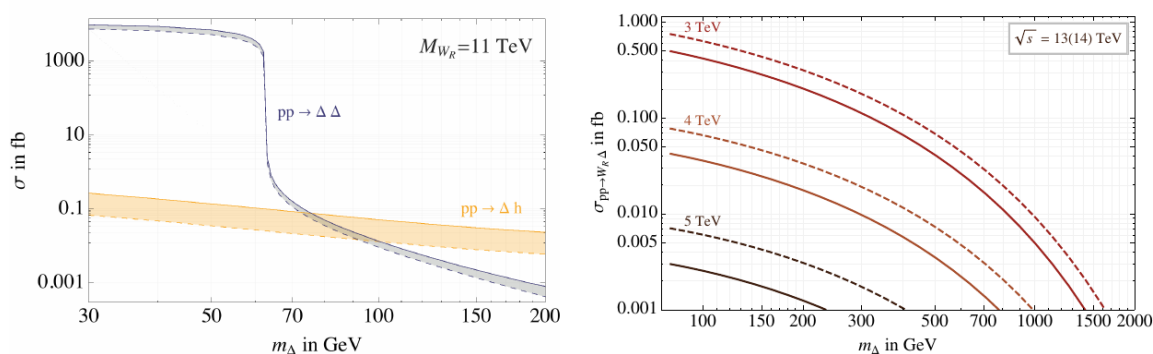 M_{W_R}=11 TeV
pp → Δ Δ
pp → Δ h
σ in fb
1000
10
0.1
0.001
30
50
70
100
150
200
m_Δ in GeV
√s = 13(14) TeV
3 TeV
4 TeV
5 TeV
σ_{pp→W_R Δ} in fb
1.000
0.500
0.100
0.050
0.010
0.005
0.001
100
150
200
300
500
700
1000
1500
2000
m_Δ in GeV